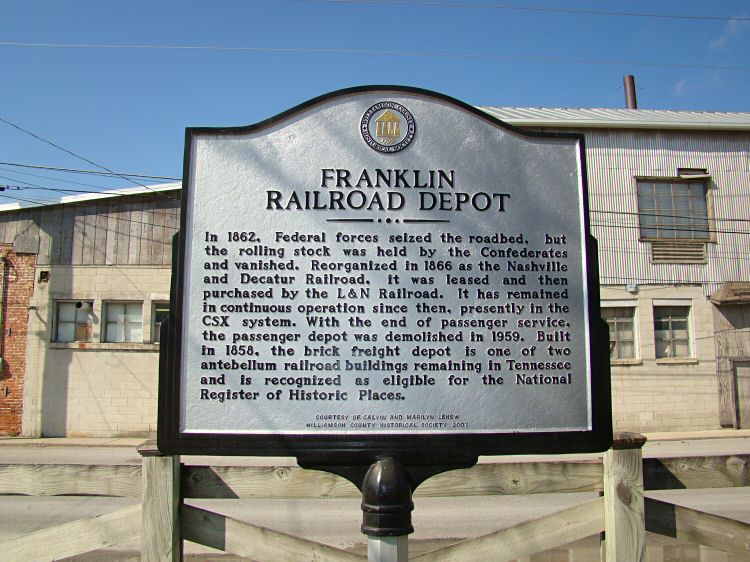 WILLIAMSON COUNTY
HISTORICAL SOCIETY
FRANKLIN
RAILROAD DEPOT
In 1862, Federal forces seized the roadbed, but
the rolling stock was held by the Confederates
and vanished. Reorganized in 1866 as the Nashville
and Decatur Railroad, it was leased and then
purchased by the L&N Railroad. It has remained
in continuous operation since then, presently in the
CSX system. With the end of passenger service,
the passenger depot was demolished in 1959. Built
in 1858, the brick freight depot is one of two
antebellum railroad buildings remaining in Tennessee
and is recognized as eligible for the National
Register of Historic Places.
COURTESY OF CALVIN AND MARILYN LEHEW
WILLIAMSON COUNTY HISTORICAL SOCIETY 2007